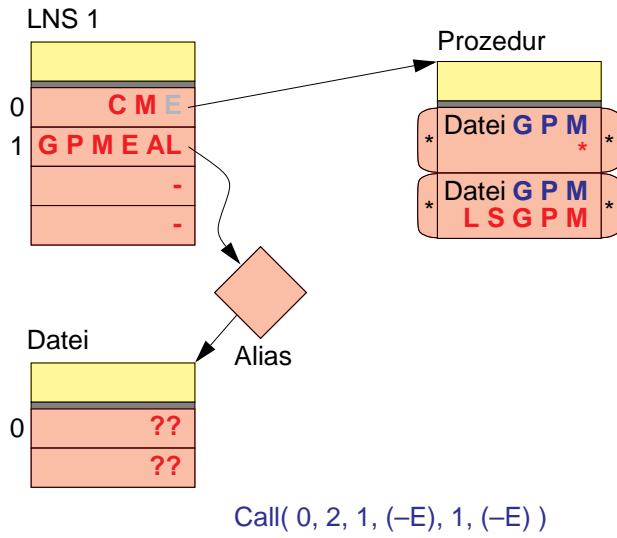 LNS 1
Prozedur
0 C M E
Datei G P M
* * *
1 G P M E AL
-
Datei G P M
* L S G P M *
-
Alias
Datei
0 ??
??
Call( 0, 2, 1, (–E), 1, (–E) )